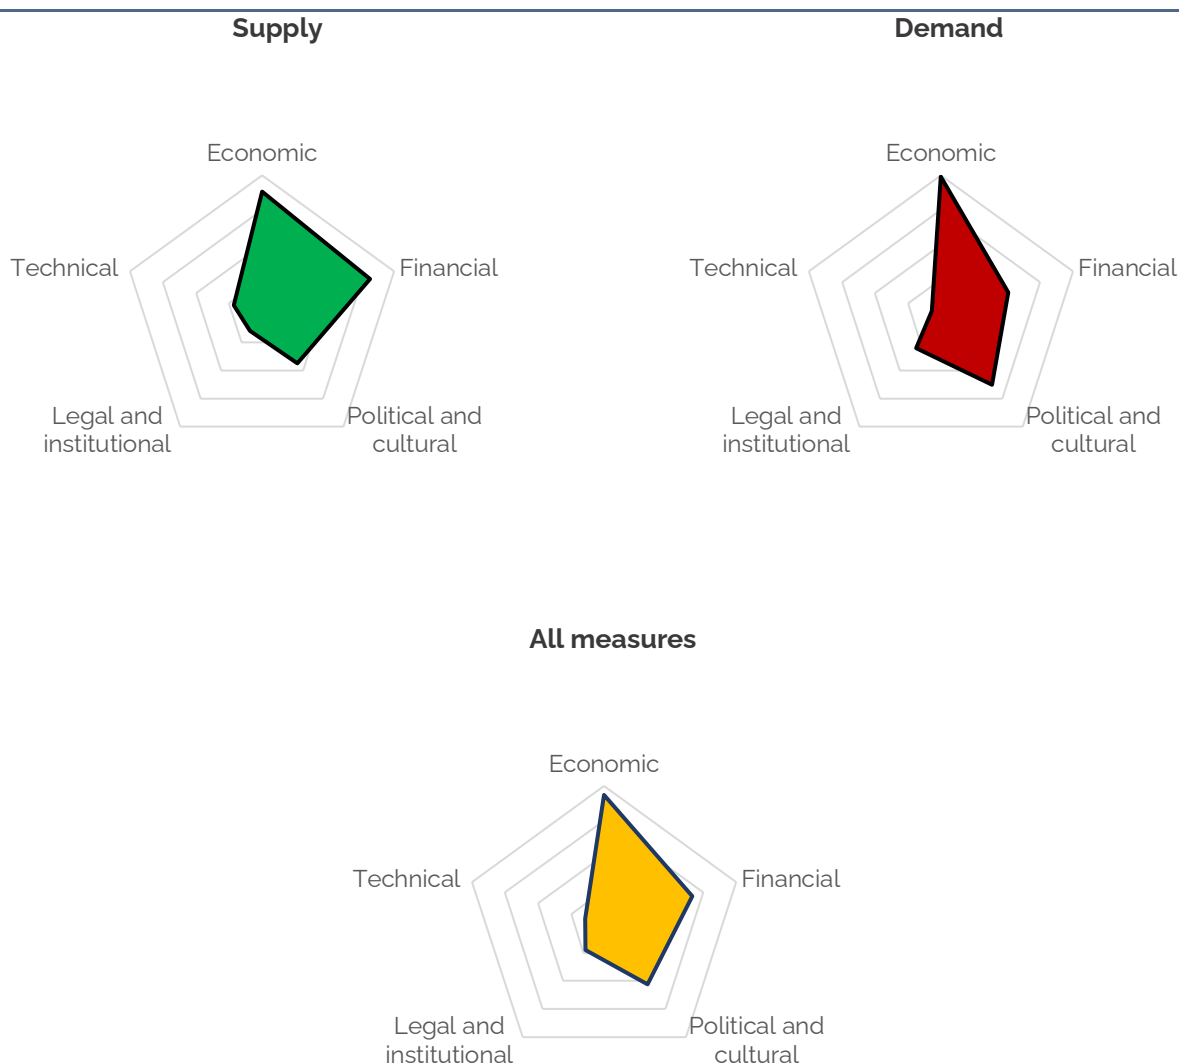 Supply
Economic
Technical
Financial
Legal and
institutional
Political and
cultural
Demand
Economic
Technical
Financial
Legal and
institutional
Political and
cultural
All measures
Economic
Technical
Financial
Legal and
institutional
Political and
cultural